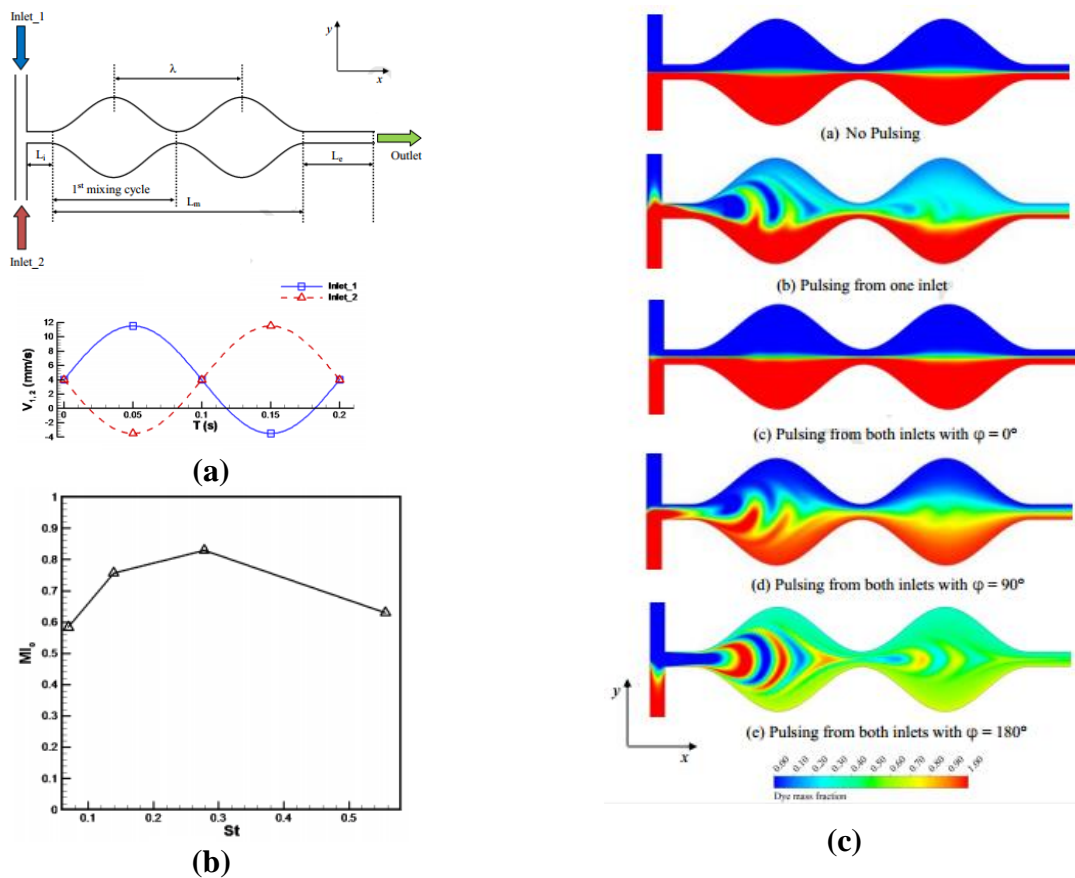 Inlet_1
y
x
λ
Li
Le
Outlet
1st mixing cycle
Lm
Inlet_2
Inlet_1
Inlet_2
12
10
8
6
4
2
0
-2
-4
V1,2 (mm/s)
0
0.05
0.1
0.15
0.2
T (s)
(a)
1
0.9
0.8
0.7
0.6
0.5
0.4
0.3
0.2
0.1
0
MIo
0.1
0.2
0.3
0.4
0.5
St
(b)
(a) No Pulsing
(b) Pulsing from one inlet
(c) Pulsing from both inlets with φ = 0°
(d) Pulsing from both inlets with φ = 90°
(e) Pulsing from both inlets with φ = 180°
y
x
0.00 0.10 0.20 0.30 0.40 0.50 0.60 0.70 0.80 0.90 1.00
Dye mass fraction
(c)